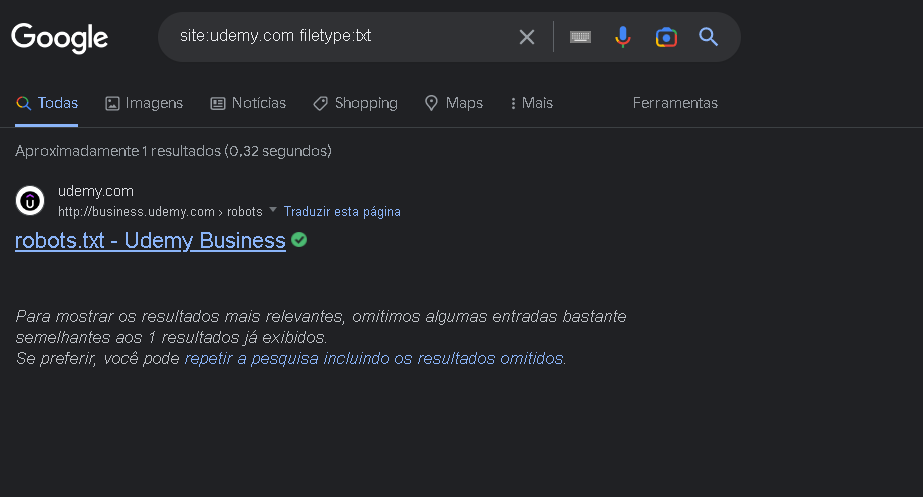 Google
site:udemy.com filetype:txt
Todas Imagens Notícias Shopping Maps Mais Ferramentas
Aproximadamente 1 resultados (0,32 segundos)
udemy.com
http://business.udemy.com › robots Traduzir esta página
robots.txt - Udemy Business
Para mostrar os resultados mais relevantes, omitimos algumas entradas bastante
semelhantes aos 1 resultados já exibidos.
Se preferir, você pode repetir a pesquisa incluindo os resultados omitidos.